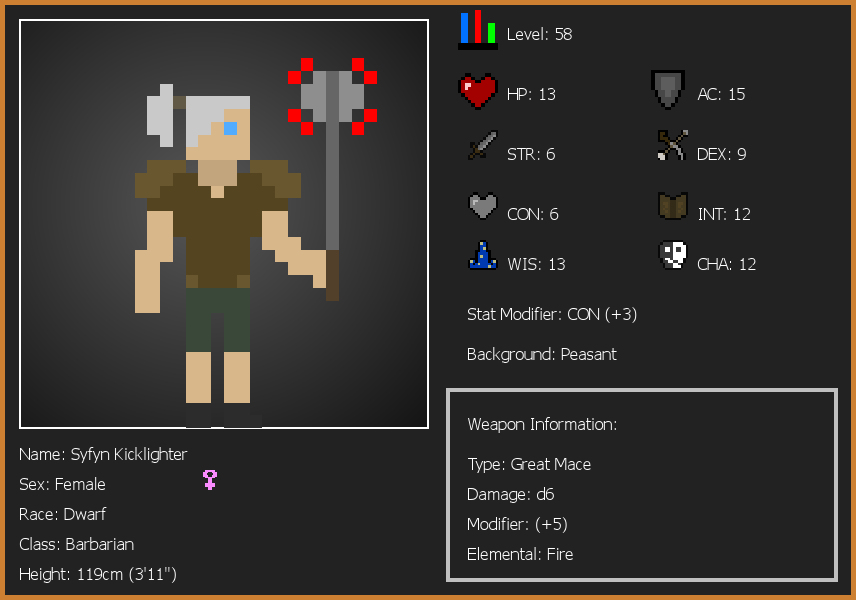 Level: 58
HP: 13
AC: 15
STR: 6
DEX: 9
CON: 6
INT: 12
WIS: 13
CHA: 12
Stat Modifier: CON (+3)
Background: Peasant
Weapon Information:
Type: Great Mace
Damage: d6
Modifier: (+5)
Elemental: Fire
Name: Syfyn Kicklighter
Sex: Female
Race: Dwarf
Class: Barbarian
Height: 119cm (3'11")